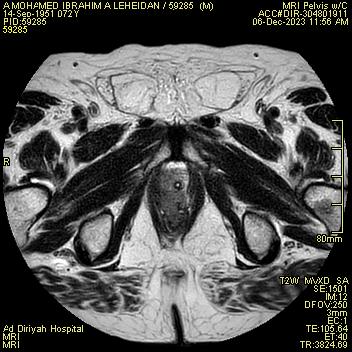 A MOHAMED IBRAHIM A LEHEIDAN / 59285 (M)
14-Sep-1951 072Y
PID:59285
59285
MRI Pelvis w/C
ACC#DIR-304801911
06-Dec-2023 11:56 AM
R
80mm
T2W_MVXD_SA
SE:1501
IM:12
DFOV:250
3mm
EC:1
TE:105.64
ET:40
TR:3824.69
Ad Diriyah Hospital
MRI
MRI